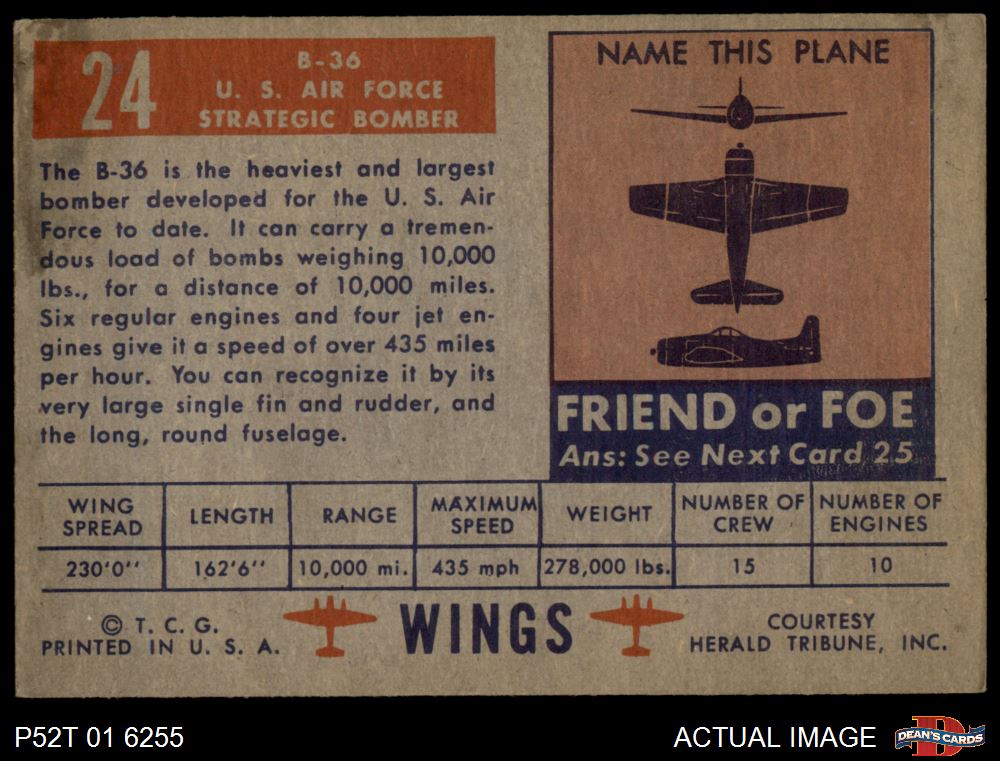 24
B-36
U. S. AIR FORCE
STRATEGIC BOMBER
The B-36 is the heaviest and largest
bomber developed for the U. S. Air
Force to date. It can carry a tremen-
dous load of bombs weighing 10,000
lbs., for a distance of 10,000 miles.
Six regular engines and four jet en-
gines give it a speed of over 435 miles
per hour. You can recognize it by its
very large single fin and rudder, and
the long, round fuselage.
NAME THIS PLANE
FRIEND or FOE
Ans: See Next Card 25
WING SPREAD LENGTH RANGE MAXIMUM SPEED WEIGHT NUMBER OF CREW NUMBER OF ENGINES
230'0'' 162'6'' 10,000 mi. 435 mph 278,000 lbs. 15 10
© T. C. G.
PRINTED IN U. S. A.
WINGS
COURTESY
HERALD TRIBUNE, INC.
P52T 01 6255
ACTUAL IMAGE
DEAN'S CARDS